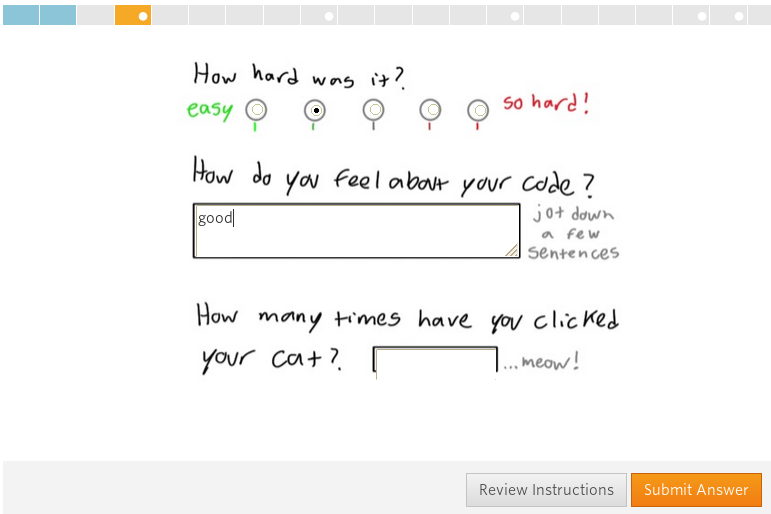 How hard was it?
easy so hard!
How do you feel about your code?
good
jot down
a few
sentences
How many times have you clicked
your cat? ...meow!
Review Instructions Submit Answer